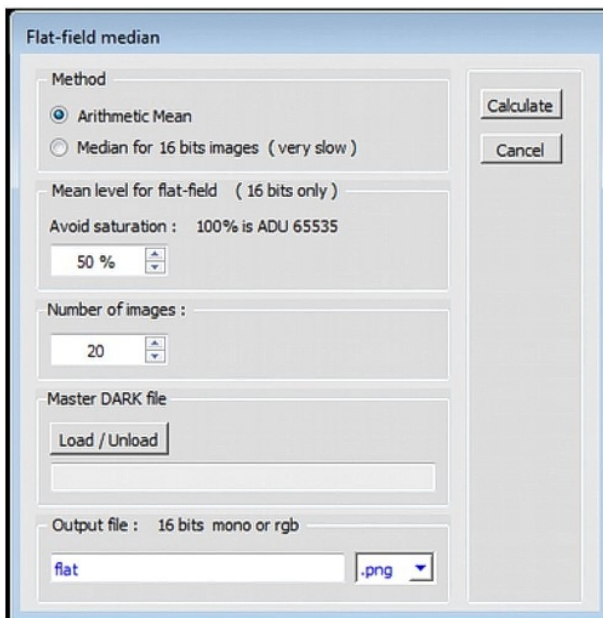 Flat-field median
Method
Arithmetic Mean
Median for 16 bits images ( very slow )
Mean level for flat-field ( 16 bits only )
Avoid saturation : 100% is ADU 65535
50 %
Number of images :
20
Master DARK file
Load / Unload
Output file : 16 bits mono or rgb
flat
.png
Calculate
Cancel